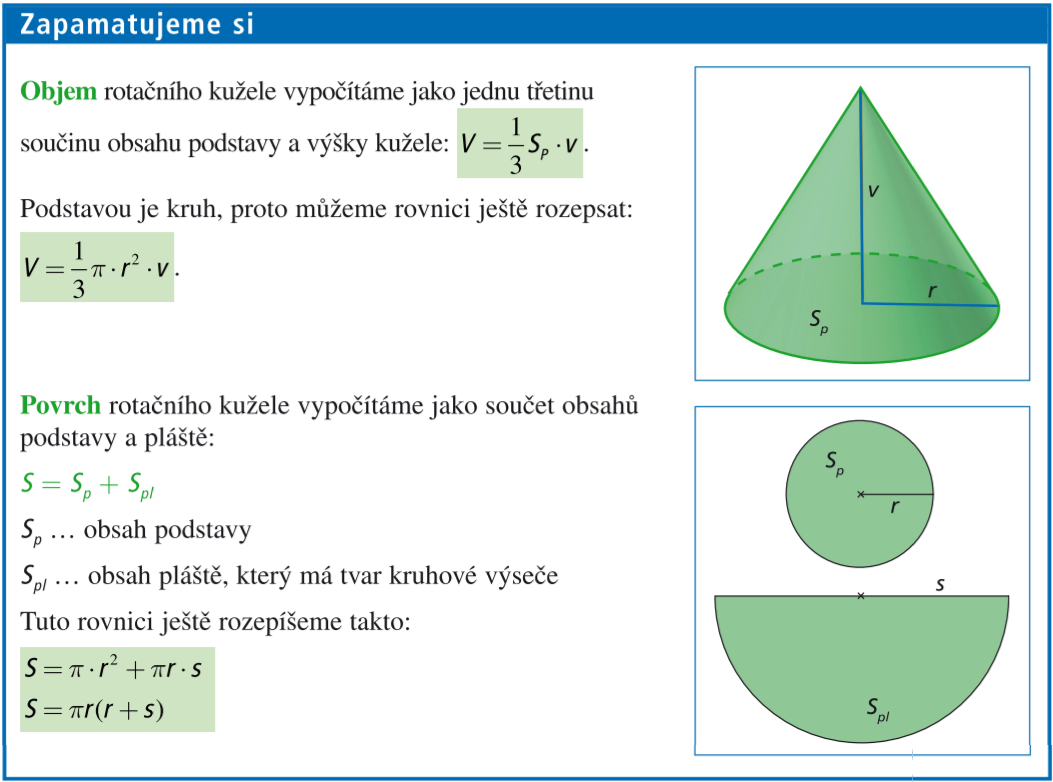 Zapamatujeme si
Objem rotačního kužele vypočítáme jako jednu třetinu
součinu obsahu podstavy a výšky kužele: V = 1/3 Sp · v.
Podstavou je kruh, proto můžeme rovnici ještě rozepsat:
V = 1/3 π · r² · v.
v
r
Sp
Povrch rotačního kužele vypočítáme jako součet obsahů
podstavy a pláště:
S = Sp + Spl
Sp … obsah podstavy
Spl … obsah pláště, který má tvar kruhové výseče
Tuto rovnici ještě rozepíšeme takto:
S = π · r² + πr · s
S = πr(r + s)
Sp
r
s
Spl